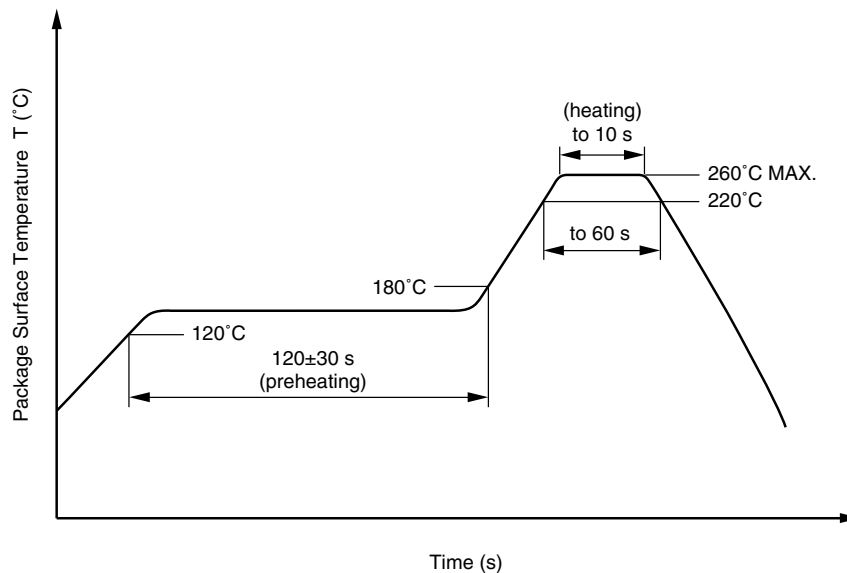 Package Surface Temperature T (˚C)
(heating)
to 10 s
260˚C MAX.
220˚C
to 60 s
180˚C
120˚C
120±30 s
(preheating)
Time (s)